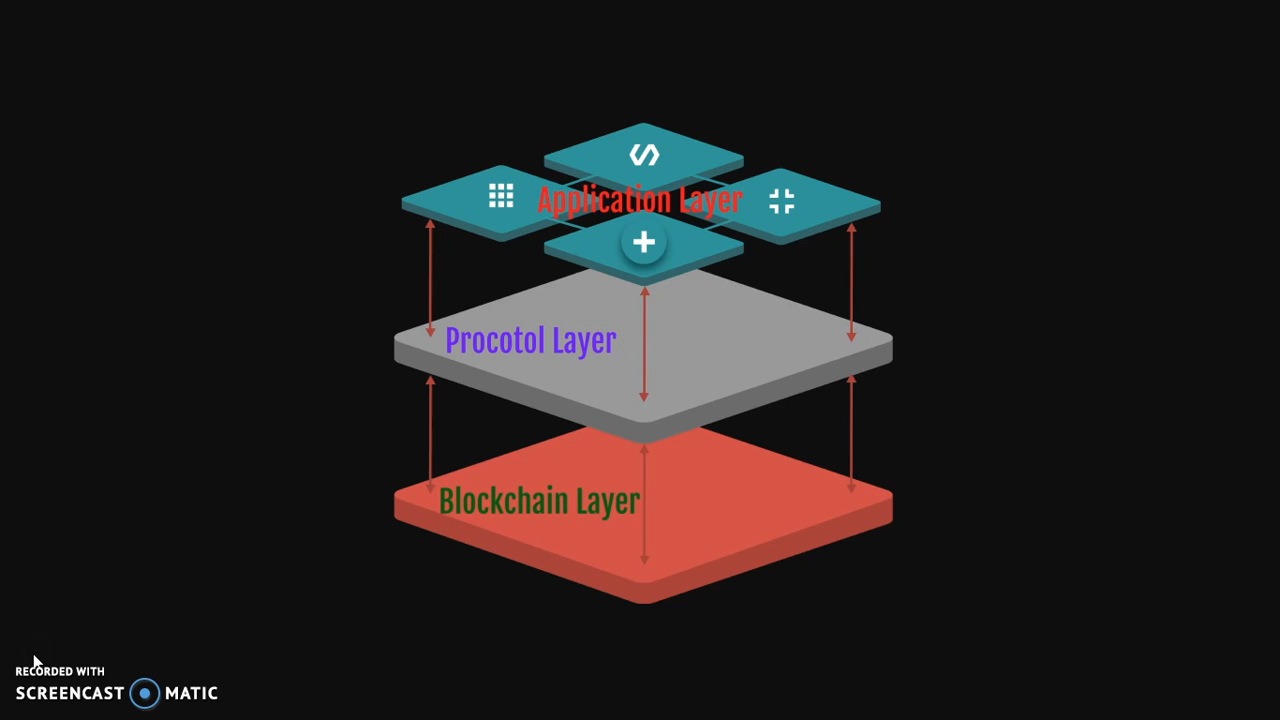 Application Layer
Procotol Layer
Blockchain Layer
RECORDED WITH
SCREENCAST MATIC